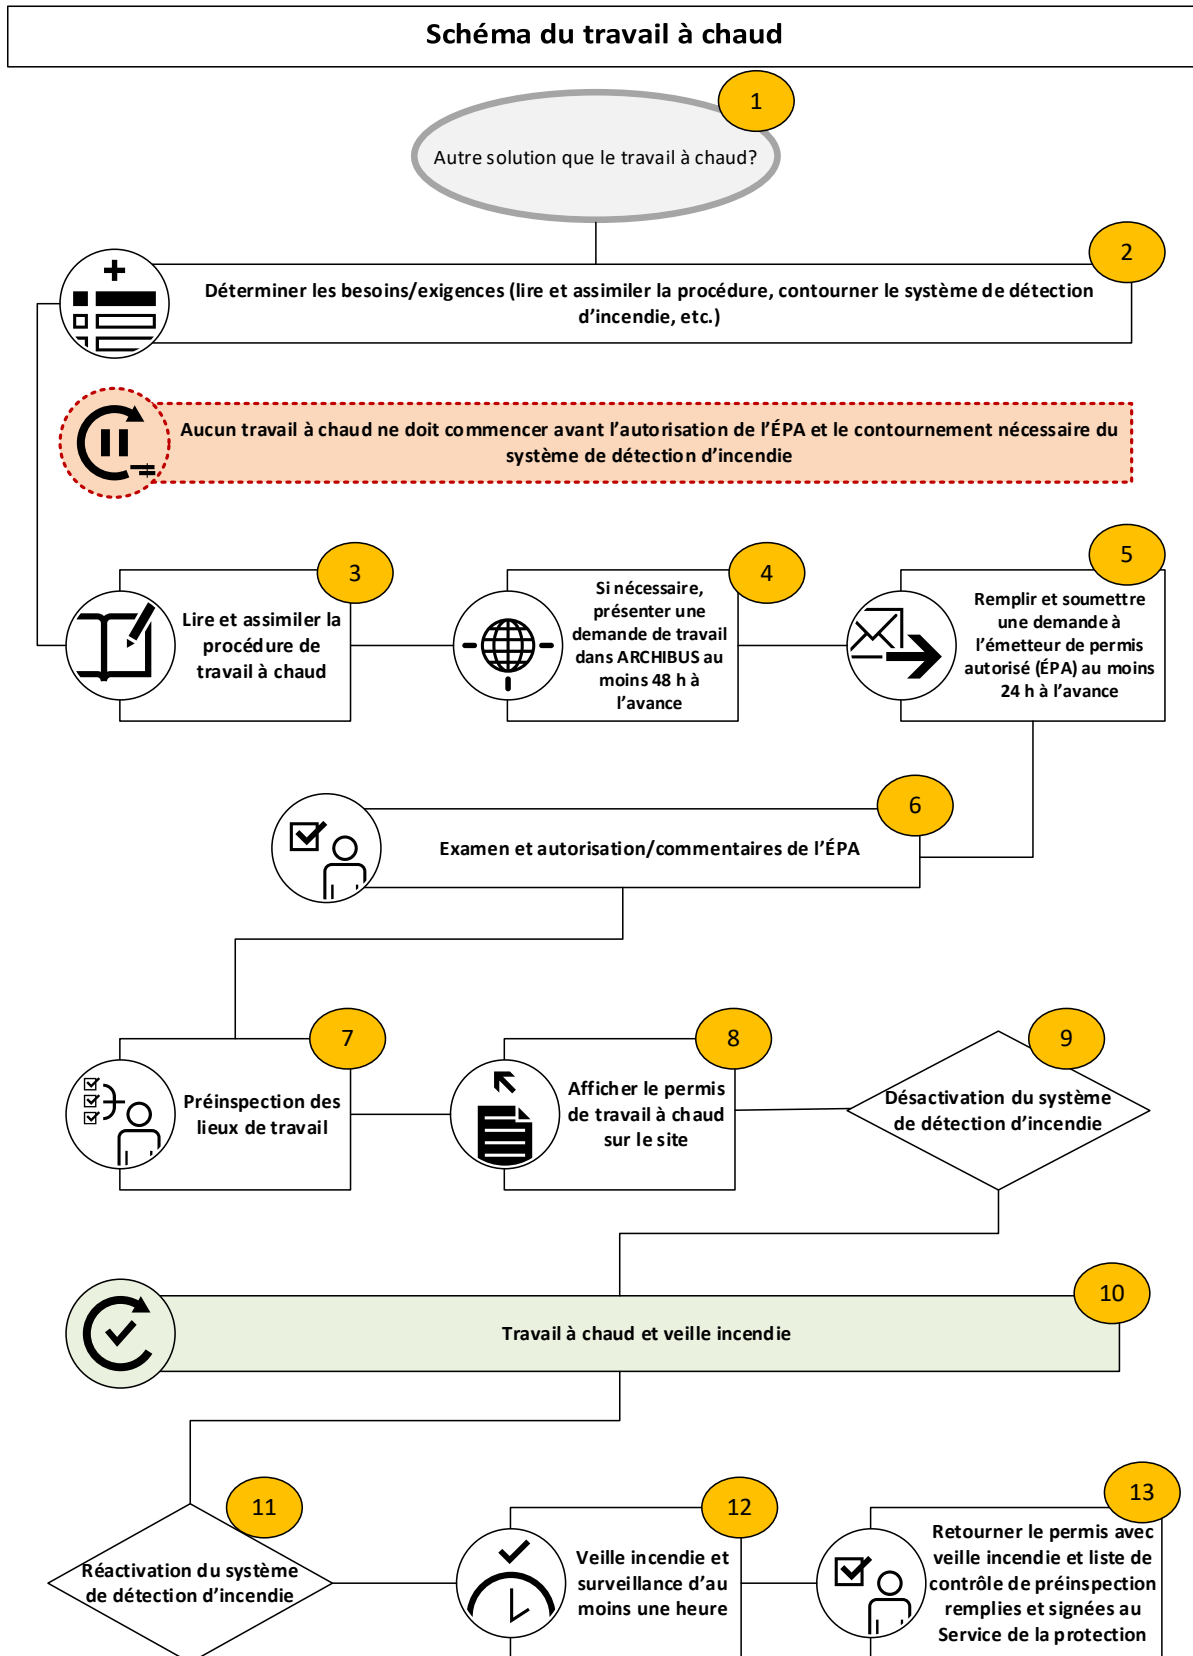 Schéma du travail à chaud
1
Autre solution que le travail à chaud?
2
Déterminer les besoins/exigences (lire et assimiler la procédure, contourner le système de détection
d’incendie, etc.)
Aucun travail à chaud ne doit commencer avant l’autorisation de l’ÉPA et le contournement nécessaire du
système de détection d’incendie
3
Lire et assimiler la
procédure de
travail à chaud
4
Si nécessaire,
présenter une
demande de travail
dans ARCHIBUS au
moins 48 h à
l’avance
5
Remplir et soumettre
une demande à
l’émetteur de permis
autorisé (ÉPA) au moins
24 h à l’avance
6
Examen et autorisation/commentaires de l’ÉPA
7
Préinspection des
lieux de travail
8
Afficher le permis
de travail à chaud
sur le site
9
Désactivation du système
de détection d’incendie
10
Travail à chaud et veille incendie
11
Réactivation du système
de détection d’incendie
12
Veille incendie et
surveillance d’au
moins une heure
13
Retourner le permis avec
veille incendie et liste de
contrôle de préinspection
remplies et signées au
Service de la protection